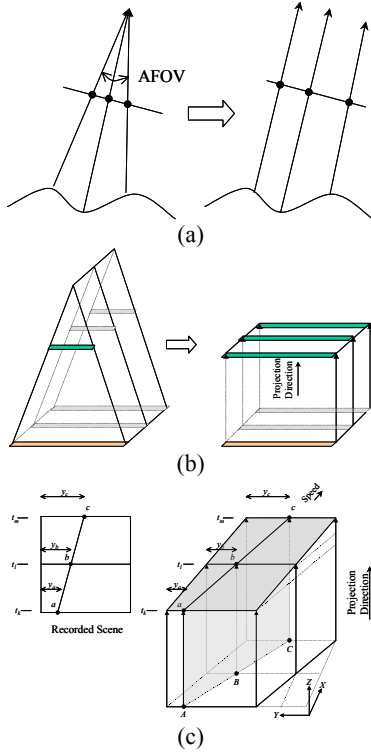 AFOV
(a)
Projection
Direction
(b)
y_c
c
t_m
y_b
b
t_l
y_a
a
t_k
Recorded Scene
y_c
Speed
c
t_m
y_b
b
t_l
y_a
a
t_k
Projection
Direction
C
B
A
Z
X
Y
(c)